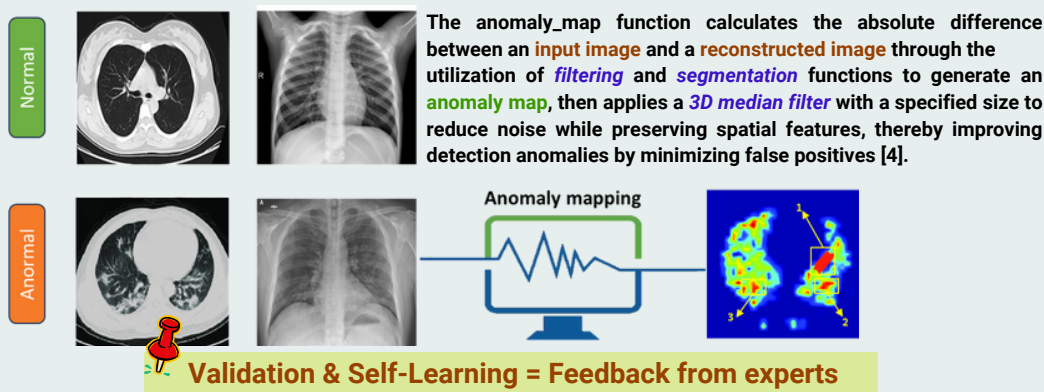 Normal
R
The anomaly_map function calculates the absolute difference
between an input image and a reconstructed image through the
utilization of filtering and segmentation functions to generate an
anomaly map, then applies a 3D median filter with a specified size to
reduce noise while preserving spatial features, thereby improving
detection anomalies by minimizing false positives [4].
Anormal
A
Anomaly mapping
1
3
2
Validation & Self-Learning = Feedback from experts